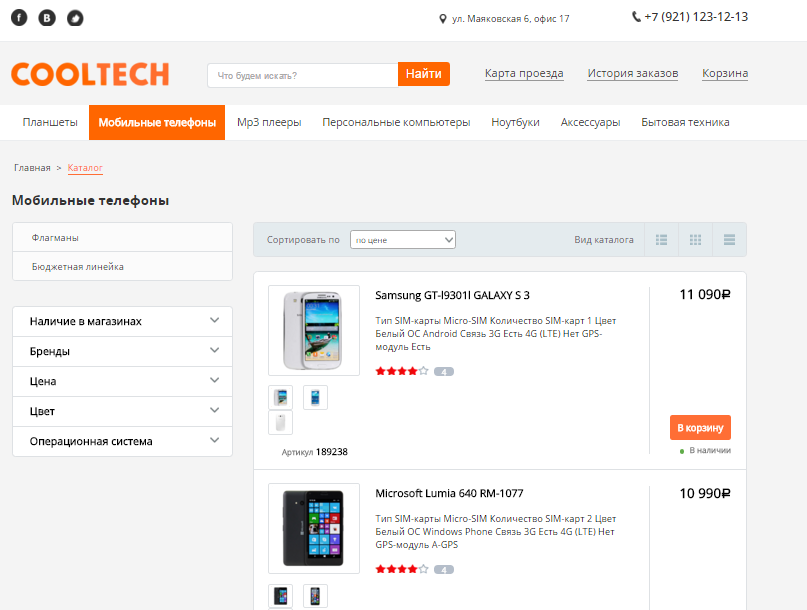 ул. Маяковская 6, офис 17
+7 (921) 123-12-13
COOLTECH
Что будем искать?
Найти
Карта проезда
История заказов
Корзина
Планшеты
Мобильные телефоны
Mp3 плееры
Персональные компьютеры
Ноутбуки
Аксессуары
Бытовая техника
Главная > Каталог
Мобильные телефоны
Флагманы
Бюджетная линейка
Наличие в магазинах
Бренды
Цена
Цвет
Операционная система
Сортировать по
по цене
Вид каталога
Samsung GT-I9301I GALAXY S 3
Тип SIM-карты Micro-SIM Количество SIM-карт 1 Цвет
Белый ОС Android Связь 3G Есть 4G (LTE) Нет GPS-
модуль Есть
4
Артикул 189238
11 090₽
В корзину
В наличии
Microsoft Lumia 640 RM-1077
Тип SIM-карты Micro-SIM Количество SIM-карт 2 Цвет
Белый ОС Windows Phone Связь 3G Есть 4G (LTE) Нет
GPS-модуль A-GPS
4
10 990₽